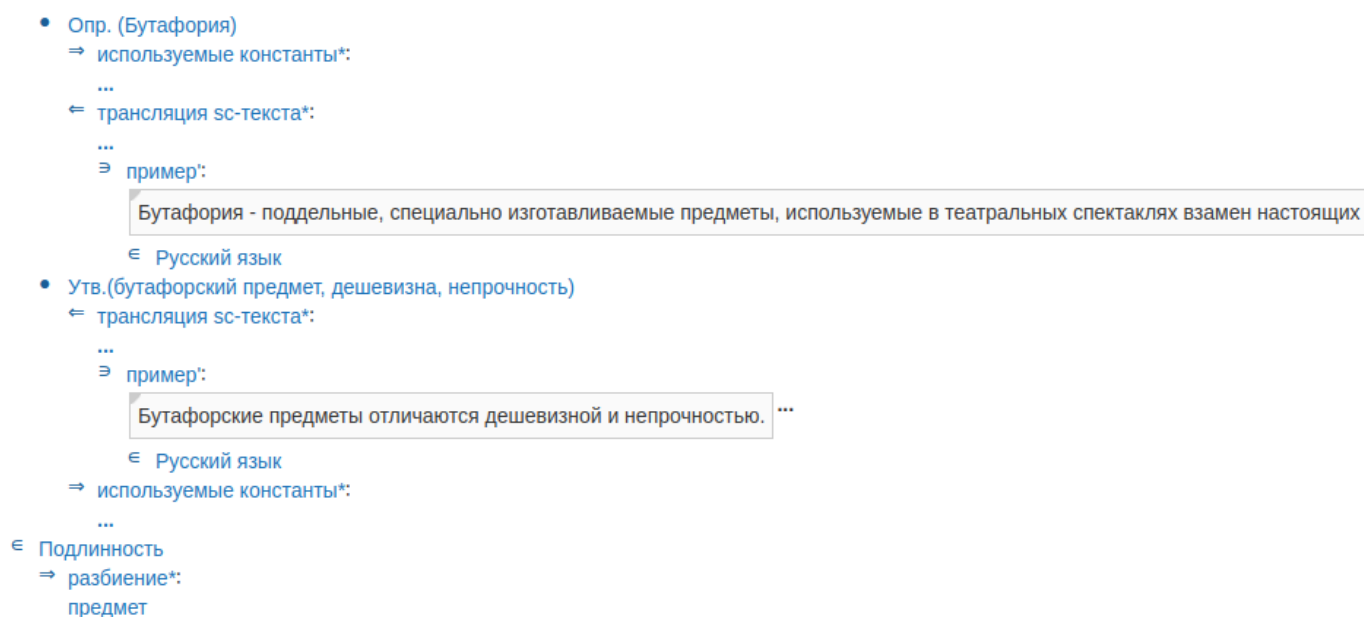 • Опр. (Бутафория)
⇒ используемые константы*:
...
⇐ трансляция sc-текста*:
...
∋ пример':
Бутафория - поддельные, специально изготавливаемые предметы, используемые в театральных спектаклях взамен настоящих
∈ Русский язык
• Утв.(бутафорский предмет, дешевизна, непрочность)
⇐ трансляция sc-текста*:
...
∋ пример':
Бутафорские предметы отличаются дешевизной и непрочностью. ...
∈ Русский язык
⇒ используемые константы*:
...
∈ Подлинность
⇒ разбиение*:
предмет